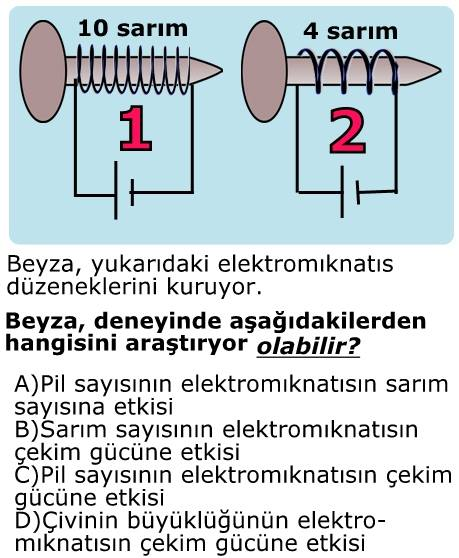 10 sarım
4 sarım
1
2
Beyza, yukarıdaki elektromıknatıs
düzeneklerini kuruyor.
Beyza, deneyinde aşağıdakilerden
hangisini araştıryor olabilir?
A)Pil sayısının elektromıknatısın sarım
sayısına etkisi
B)Sarım sayısının elektromıknatısın
çekim gücüne etkisi
C)Pil sayısının elektromıknatısın çekim
gücüne etkisi
D)Çivinin büyüklüğünün elektro-
mıknatısın çekim gücüne etkisi